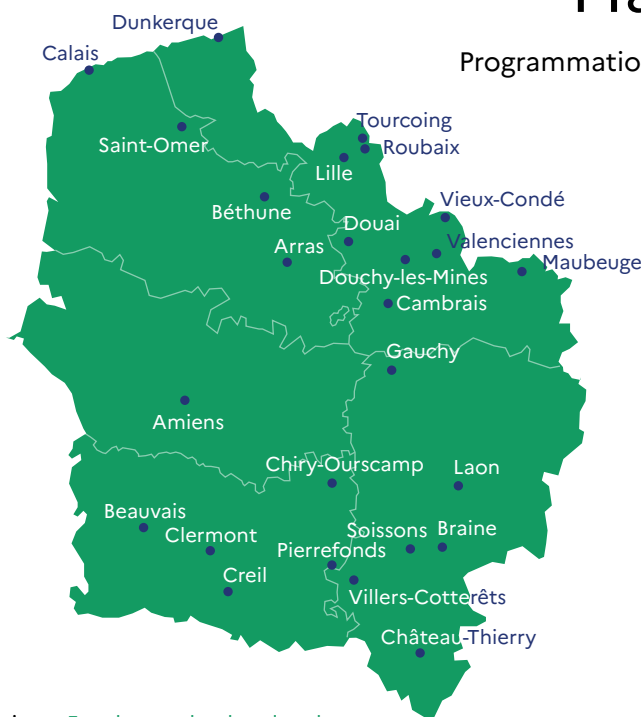 Dunkerque
Calais
Programmatio
Tourcoing
Saint-Omer
Roubaix
Lille
Vieux-Condé
Béthune
Douai
Arras
Valenciennes
Maubeuge
Douchy-les-Mines
Cambrais
Gauchy
Amiens
Chiry-Ourscamp
Laon
Beauvais
Clermont
Soissons
Braine
Pierrefonds
Creil
Villers-Cotterêts
Château-Thierry